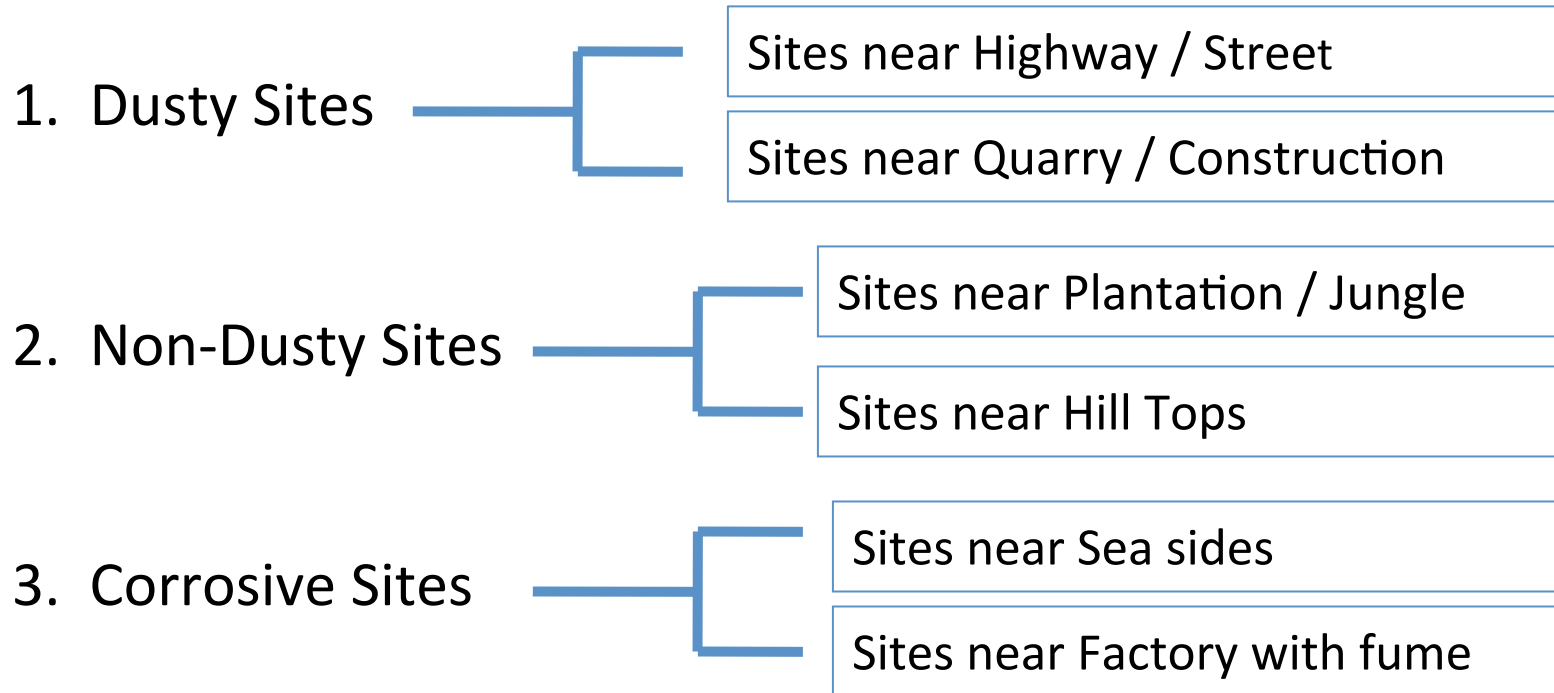 1. Dusty Sites
Sites near Highway / Street
Sites near Quarry / Construction
2. Non-Dusty Sites
Sites near Plantation / Jungle
Sites near Hill Tops
3. Corrosive Sites
Sites near Sea sides
Sites near Factory with fume